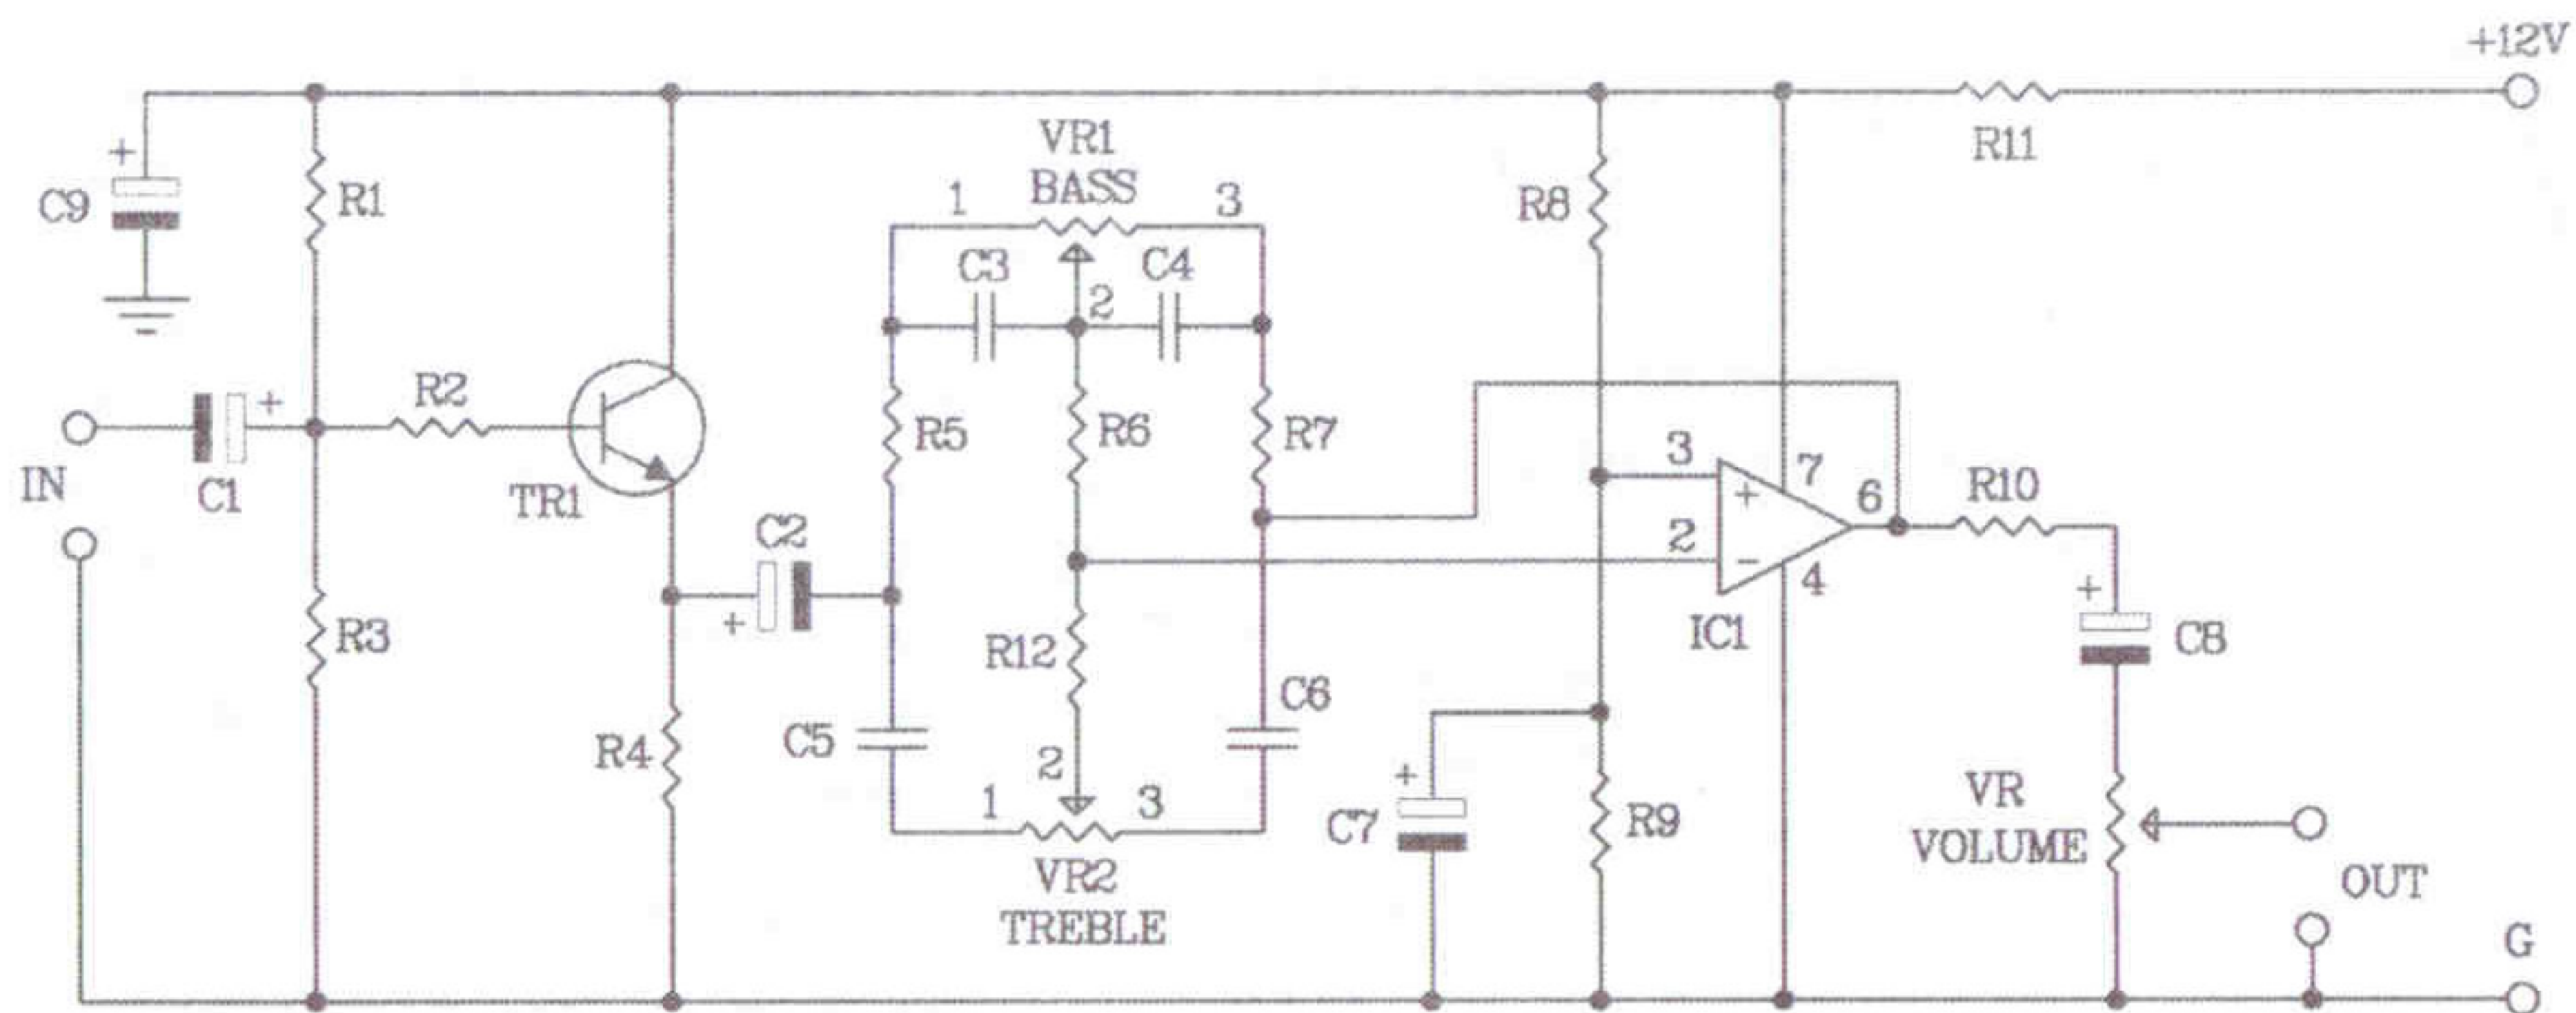 +12V
VR1
BASS
R11
+
C9
R1
1
3
R8
C3
C4
2
R2
+
R5
R6
R7
3
7
6
R10
IN
C1
TR1
+
C2
2
-
4
+
R3
+
R12
IC1
C8
C6
R4
C5
2
+
1
3
VR
C7
R9
VOLUME
VR2
OUT
TREBLE
G